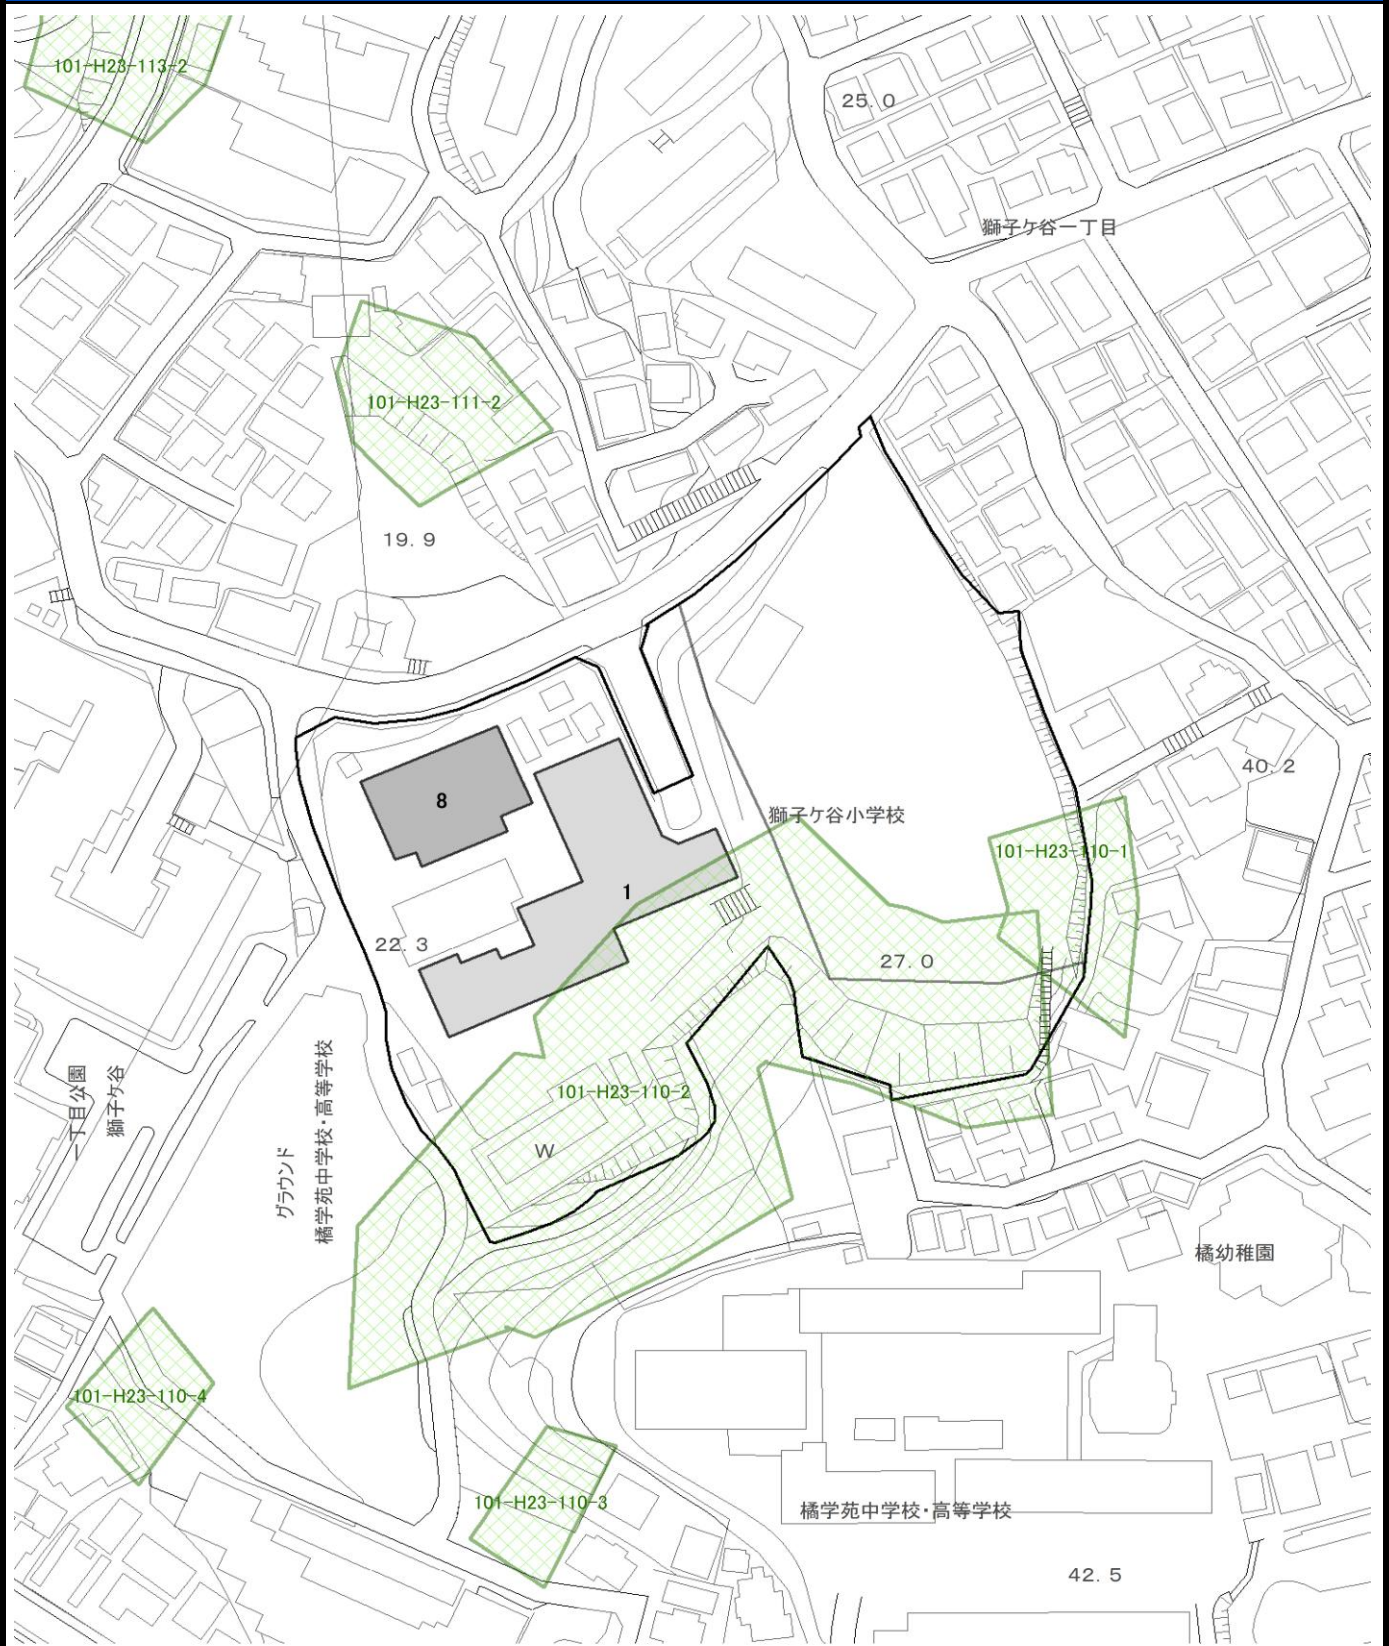 101-H23-113-2
25.0
獅子ケ谷一丁目
101-H23-111-2
19.9
40.2
8
獅子ケ谷小学校
101-H23-110-1
1
22.3
27.0
獅子ケ谷
一丁目公園
橘学苑中学校・高等学校
グラウンド
101-H23-110-2
W
橘幼稚園
101-H23-110-4
101-H23-110-3
橘学苑中学校・高等学校
42.5